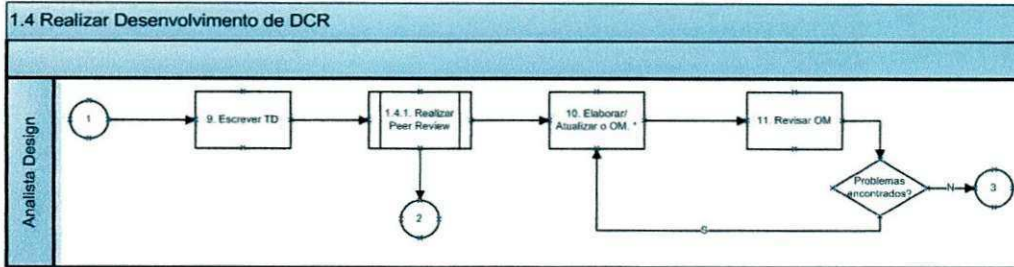 1.4 Realizar Desenvolvimento de DCR
Analista Design
1
9. Escrever TD
1.4.1. Realizar
Peer Review
10. Elaborar/
Atualizar o OM. *
11. Revisar OM
Problemas
encontrados?
N
3
2
S